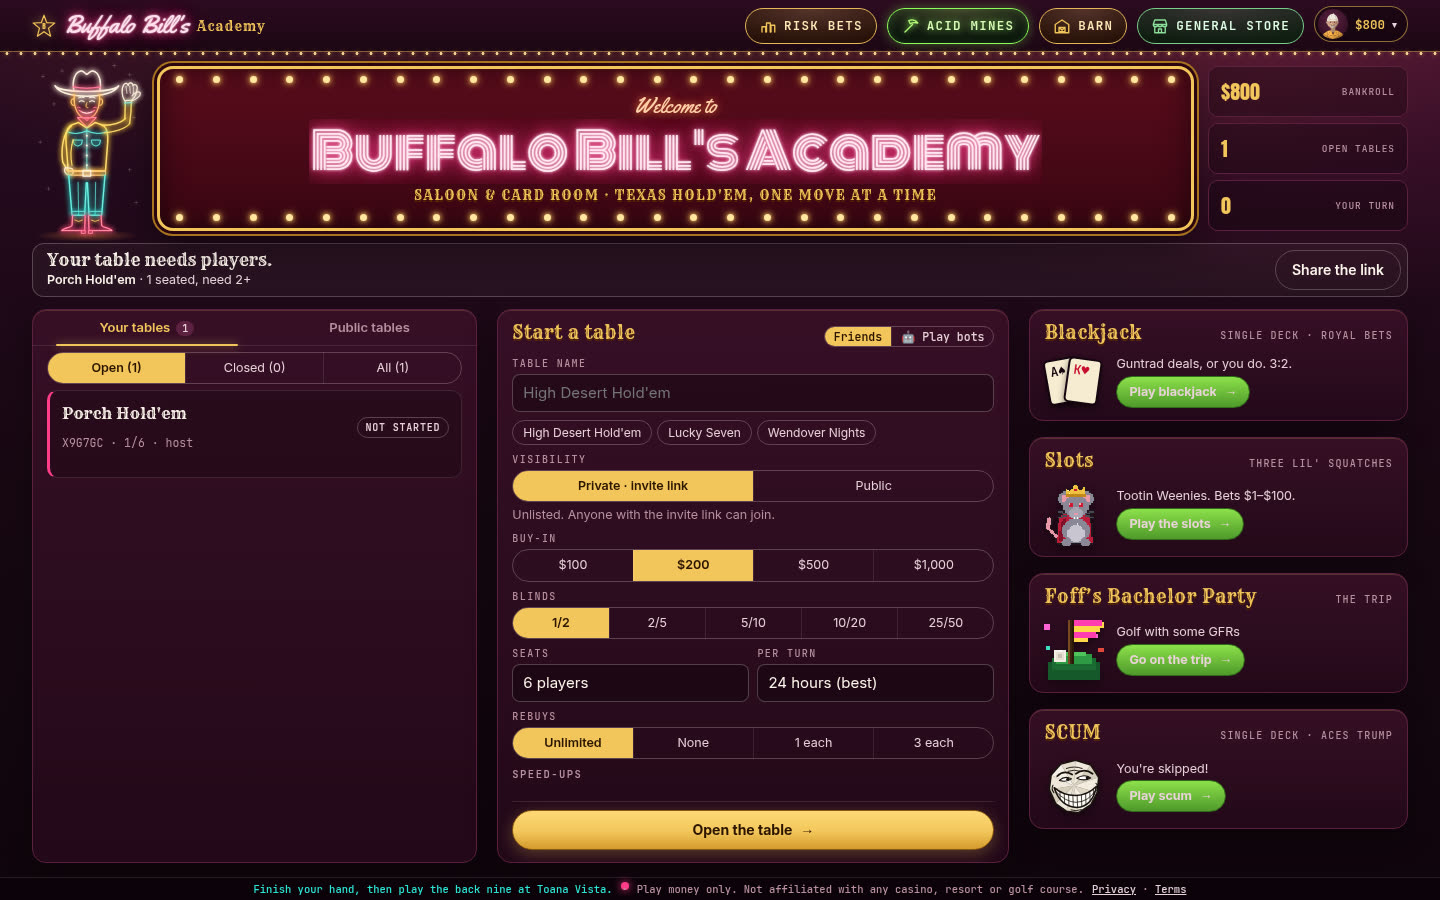 Buffalo Bill's Academy
RISK BETS
ACID MINES
BARN
GENERAL STORE
$800 ▾
Welcome to
Buffalo Bill's Academy
SALOON & CARD ROOM · TEXAS HOLD'EM, ONE MOVE AT A TIME
$800 BANKROLL
1 OPEN TABLES
0 YOUR TURN
Your table needs players.
Porch Hold'em · 1 seated, need 2+
Share the link
Your tables 1
Public tables
Open (1)
Closed (0)
All (1)
Porch Hold'em
X9G7GC · 1/6 · host
NOT STARTED
Start a table
Friends
🤖 Play bots
TABLE NAME
High Desert Hold'em
High Desert Hold'em
Lucky Seven
Wendover Nights
VISIBILITY
Private · invite link
Public
Unlisted. Anyone with the invite link can join.
BUY-IN
$100
$200
$500
$1,000
BLINDS
1/2
2/5
5/10
10/20
25/50
SEATS
PER TURN
6 players
24 hours (best)
REBUYS
Unlimited
None
1 each
3 each
SPEED-UPS
Open the table →
Blackjack
SINGLE DECK · ROYAL BETS
A♠ K♥
Guntrad deals, or you do. 3:2.
Play blackjack →
Slots
THREE LIL' SQUATCHES
Tootin Weenies. Bets $1–$100.
Play the slots →
Foff's Bachelor Party
THE TRIP
Golf with some GFRs
Go on the trip →
SCUM
SINGLE DECK · ACES TRUMP
You're skipped!
Play scum →
Finish your hand, then play the back nine at Toana Vista.
Play money only. Not affiliated with any casino, resort or golf course. Privacy · Terms